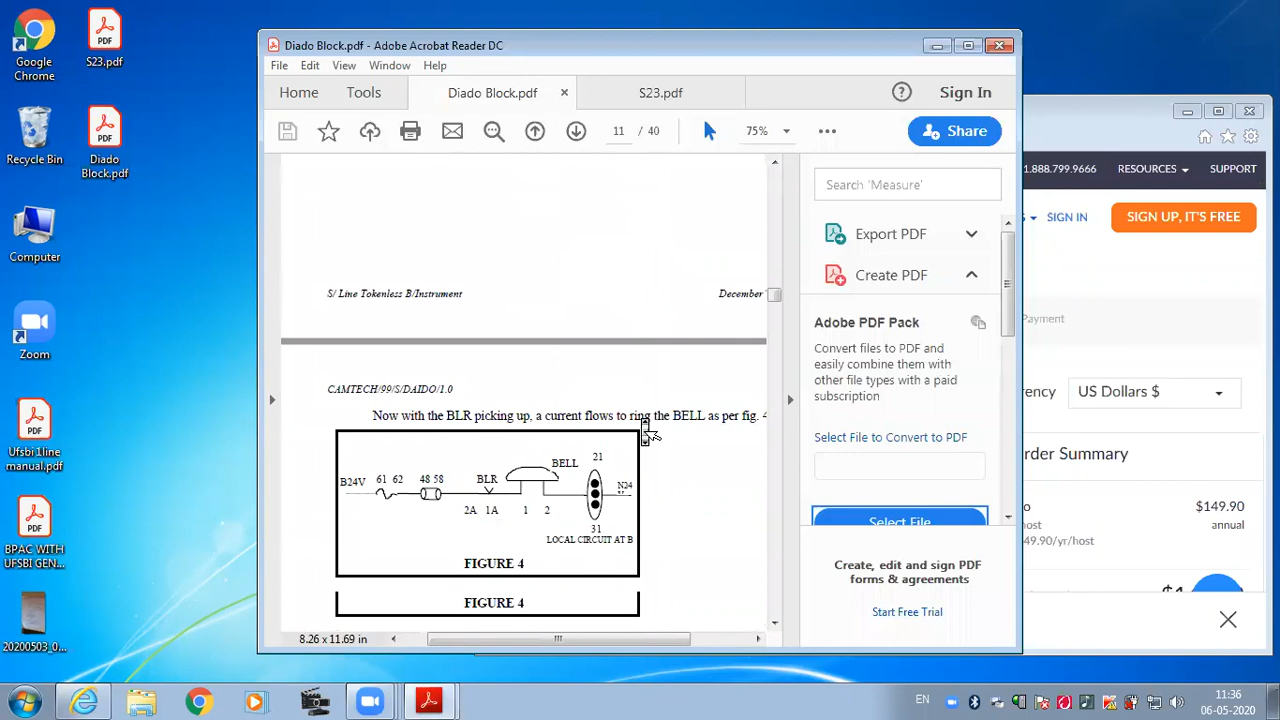 Google
Chrome
S23.pdf
Recycle Bin
Diado
Block.pdf
Computer
Zoom
Ufsbi 1line
manual.pdf
BPAC WITH
UFSBI GEN...
20200503_0...
Diado Block.pdf - Adobe Acrobat Reader DC
File Edit View Window Help
Home Tools Diado Block.pdf × S23.pdf ? Sign In
11 / 40 75% Share
S/ Line Tokenless B/Instrument December
CAMTECH/99/S/DAIDO/1.0
Now with the BLR picking up, a current flows to ring the BELL as per fig. 4
B24V 61 62 48 58 BLR BELL 21 N24
2A 1A 1 2 31
LOCAL CIRCUIT AT B
FIGURE 4
FIGURE 4
8.26 x 11.69 in
Search 'Measure'
Export PDF
Create PDF
Adobe PDF Pack
Convert files to PDF and
easily combine them with
other file types with a paid
subscription
Select File to Convert to PDF
Select File
Create, edit and sign PDF
forms & agreements
Start Free Trial
1.888.799.9666 RESOURCES SUPPORT
SIGN IN SIGN UP, IT'S FREE
Payment
US Dollars $
$149.90
annual
EN
11:36
06-05-2020